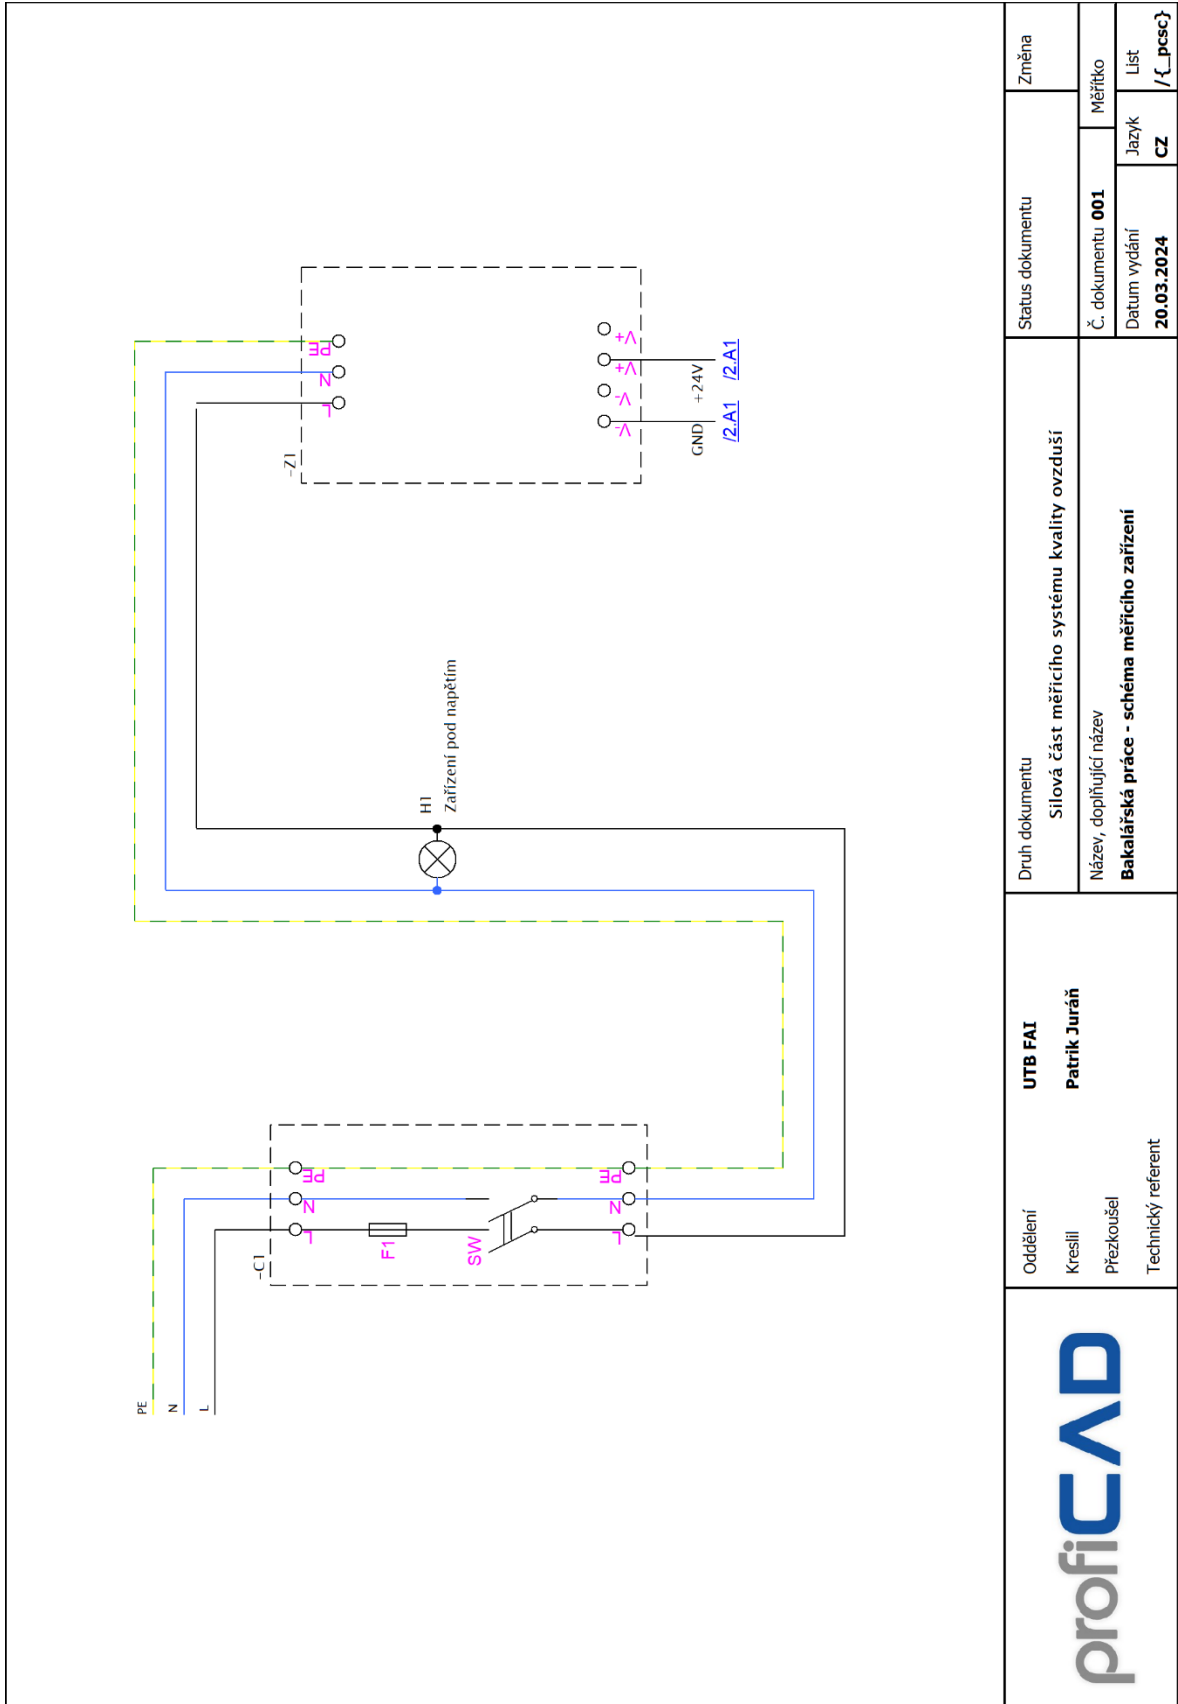 PE
N
L
-C1
L
N
PE
F1
SW
L
N
PE
H1
Zařízení pod napětím
-Z1
L
N
PE
V-
V-
V+
V+
GND
+24V
/2.A1
/2.A1
profiCAD
Oddělení
UTB FAI
Kreslil
Patrik Juráň
Přezkoušel
Technický referent
Druh dokumentu
Silová část měřicího systému kvality ovzduší
Název, doplňující název
Bakalářská práce - schéma měřicího zařízení
Status dokumentu
Změna
Č. dokumentu 001
Měřítko
Datum vydání
20.03.2024
Jazyk
CZ
List
/{_pcsc}